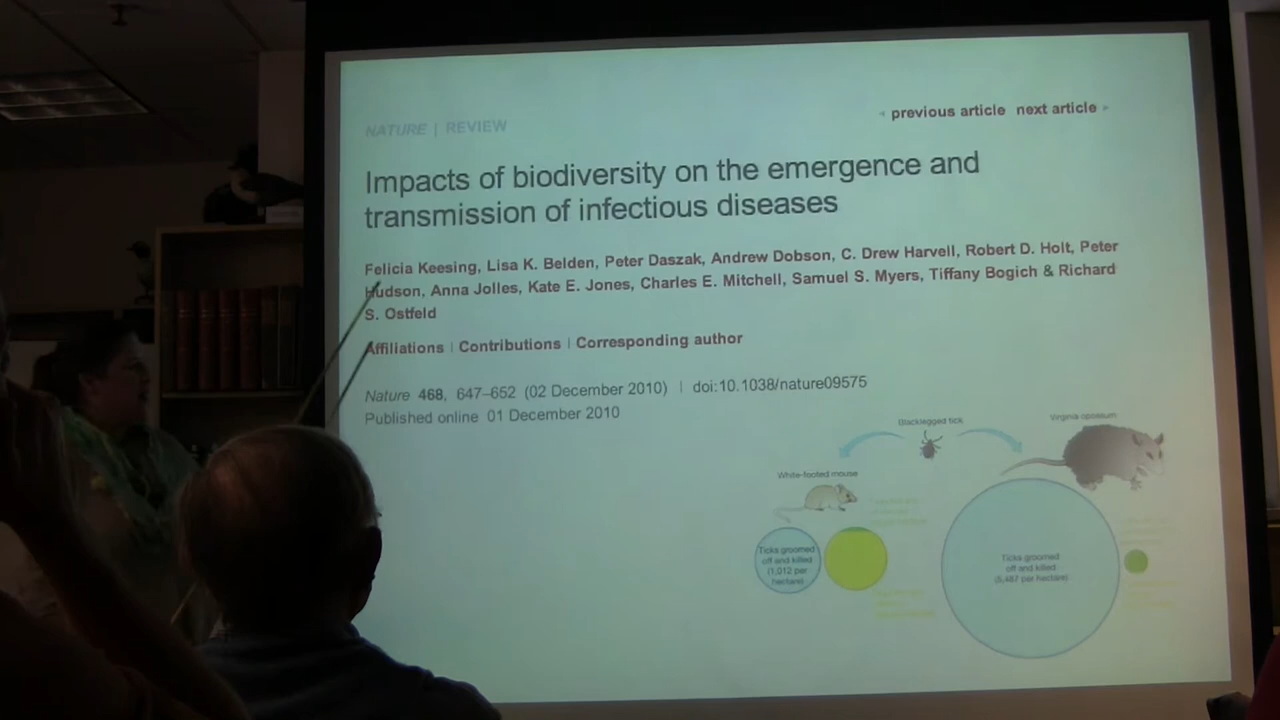 NATURE | REVIEW
◂ previous article next article ▸
Impacts of biodiversity on the emergence and
transmission of infectious diseases
Felicia Keesing, Lisa K. Belden, Peter Daszak, Andrew Dobson, C. Drew Harvell, Robert D. Holt, Peter
Hudson, Anna Jolles, Kate E. Jones, Charles E. Mitchell, Samuel S. Myers, Tiffany Bogich & Richard
S. Ostfeld
Affiliations | Contributions | Corresponding author
Nature 468, 647–652 (02 December 2010) | doi:10.1038/nature09575
Published online 01 December 2010
Blacklegged tick
Virginia opossum
White-footed mouse
Ticks groomed
off and killed
(1,012 per
hectare)
Ticks groomed
off and killed
(5,487 per hectare)